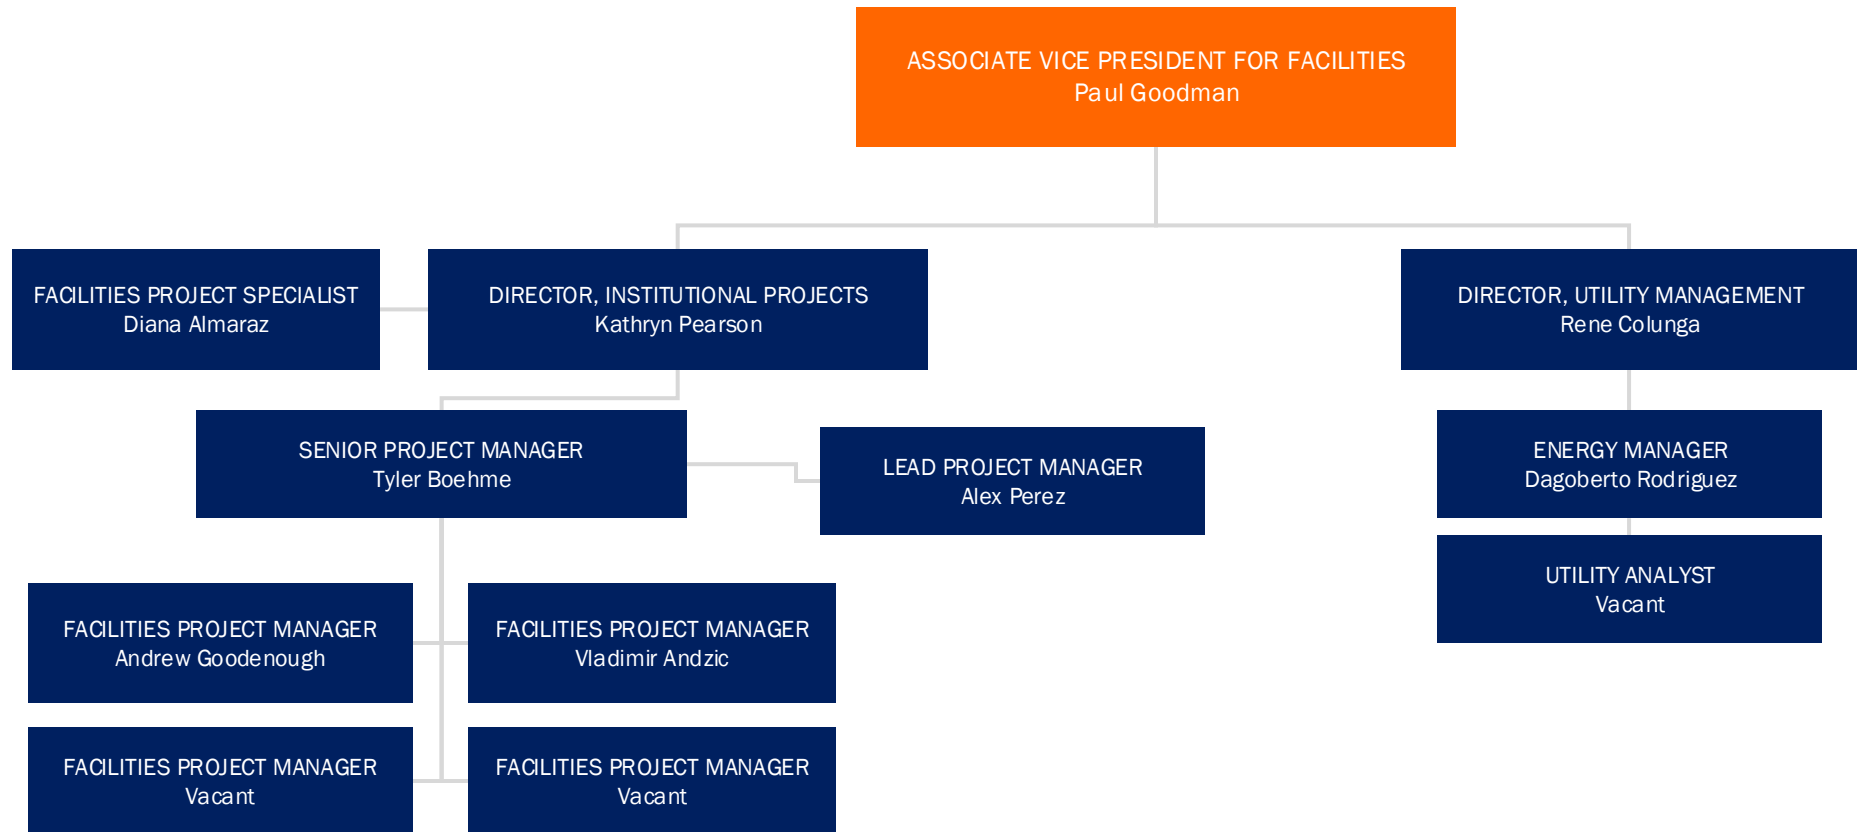 ASSOCIATE VICE PRESIDENT FOR FACILITIES
Paul Goodman
FACILITIES PROJECT SPECIALIST
Diana Almaraz
DIRECTOR, INSTITUTIONAL PROJECTS
Kathryn Pearson
DIRECTOR, UTILITY MANAGEMENT
Rene Colunga
SENIOR PROJECT MANAGER
Tyler Boehme
LEAD PROJECT MANAGER
Alex Perez
ENERGY MANAGER
Dagoberto Rodriguez
UTILITY ANALYST
Vacant
FACILITIES PROJECT MANAGER
Andrew Goodenough
FACILITIES PROJECT MANAGER
Vladimir Andzic
FACILITIES PROJECT MANAGER
Vacant
FACILITIES PROJECT MANAGER
Vacant